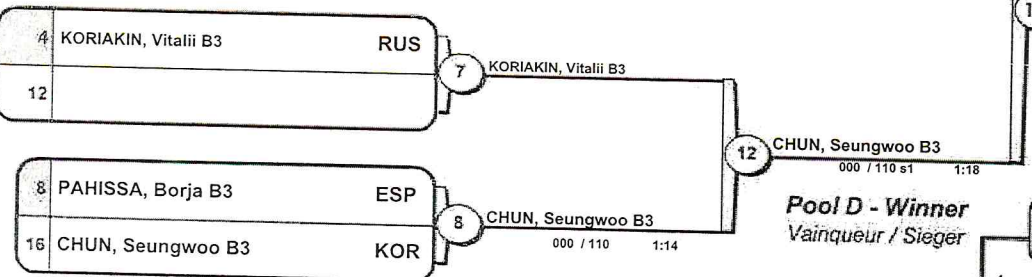 4 KORIAKIN, Vitalii B3 RUS
12
7 KORIAKIN, Vitalii B3
8 PAHISSA, Borja B3 ESP
16 CHUN, Seungwoo B3 KOR
8 CHUN, Seungwoo B3
000 / 110 1:14
12 CHUN, Seungwoo B3
000 / 110 s1 1:18
Pool D - Winner
Vainqueur / Sieger